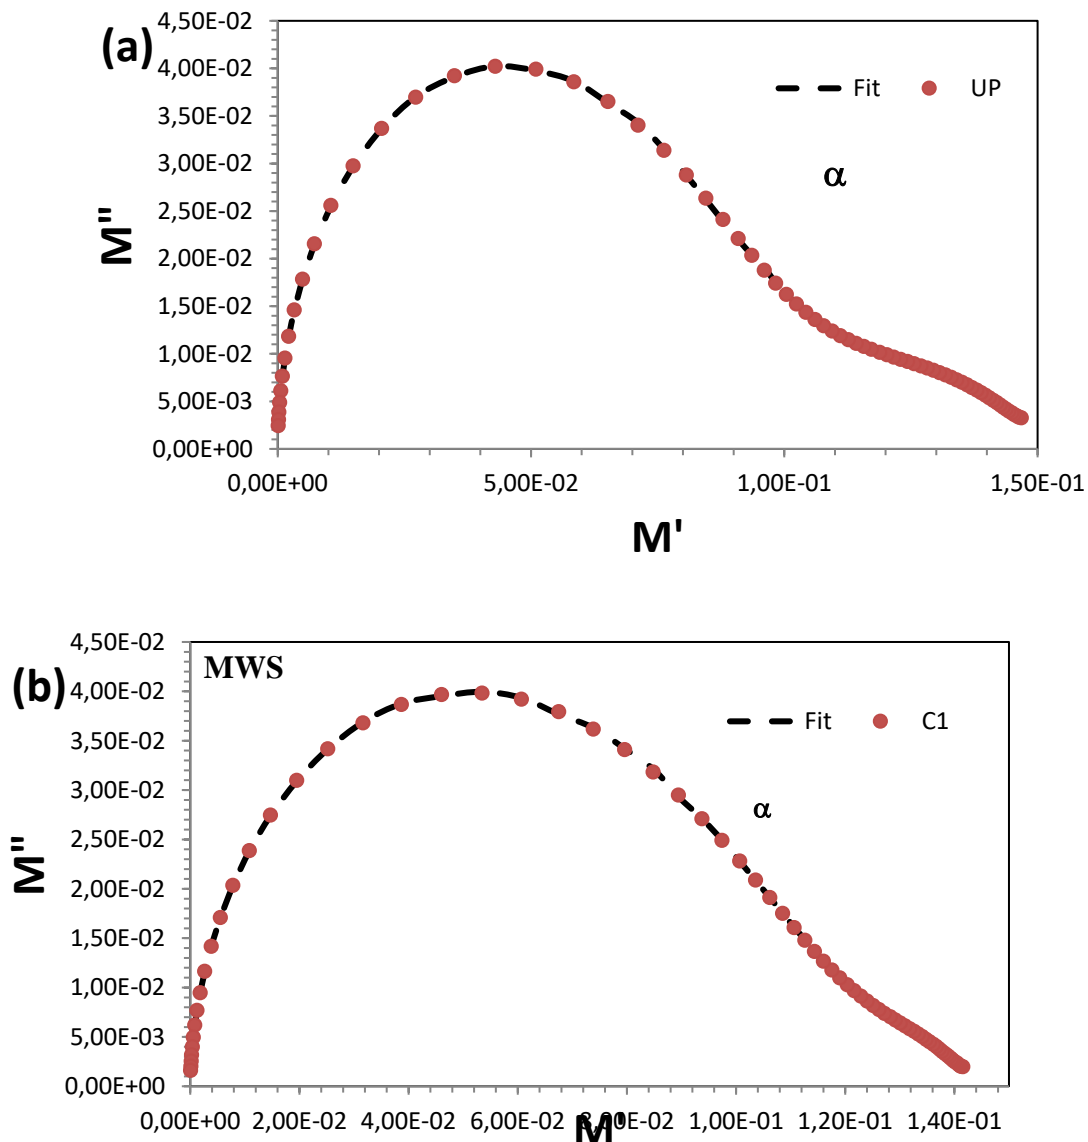 (a)
4,50E-02
4,00E-02
3,50E-02
3,00E-02
2,50E-02
2,00E-02
1,50E-02
1,00E-02
5,00E-03
0,00E+00
M"
Fit UP
α
0,00E+00 5,00E-02 1,00E-01 1,50E-01
M'
(b)
4,50E-02
4,00E-02
3,50E-02
3,00E-02
2,50E-02
2,00E-02
1,50E-02
1,00E-02
5,00E-03
0,00E+00
M"
MWS
Fit C1
α
0,00E+00 2,00E-02 4,00E-02 6,00E-02 8,00E-02 1,00E-01 1,20E-01 1,40E-01
M'